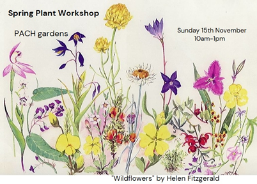 Spring Plant Workshop
PACH gardens
Sunday 15th November
10am-1pm
"Wildflowers" by Helen Fitzgerald